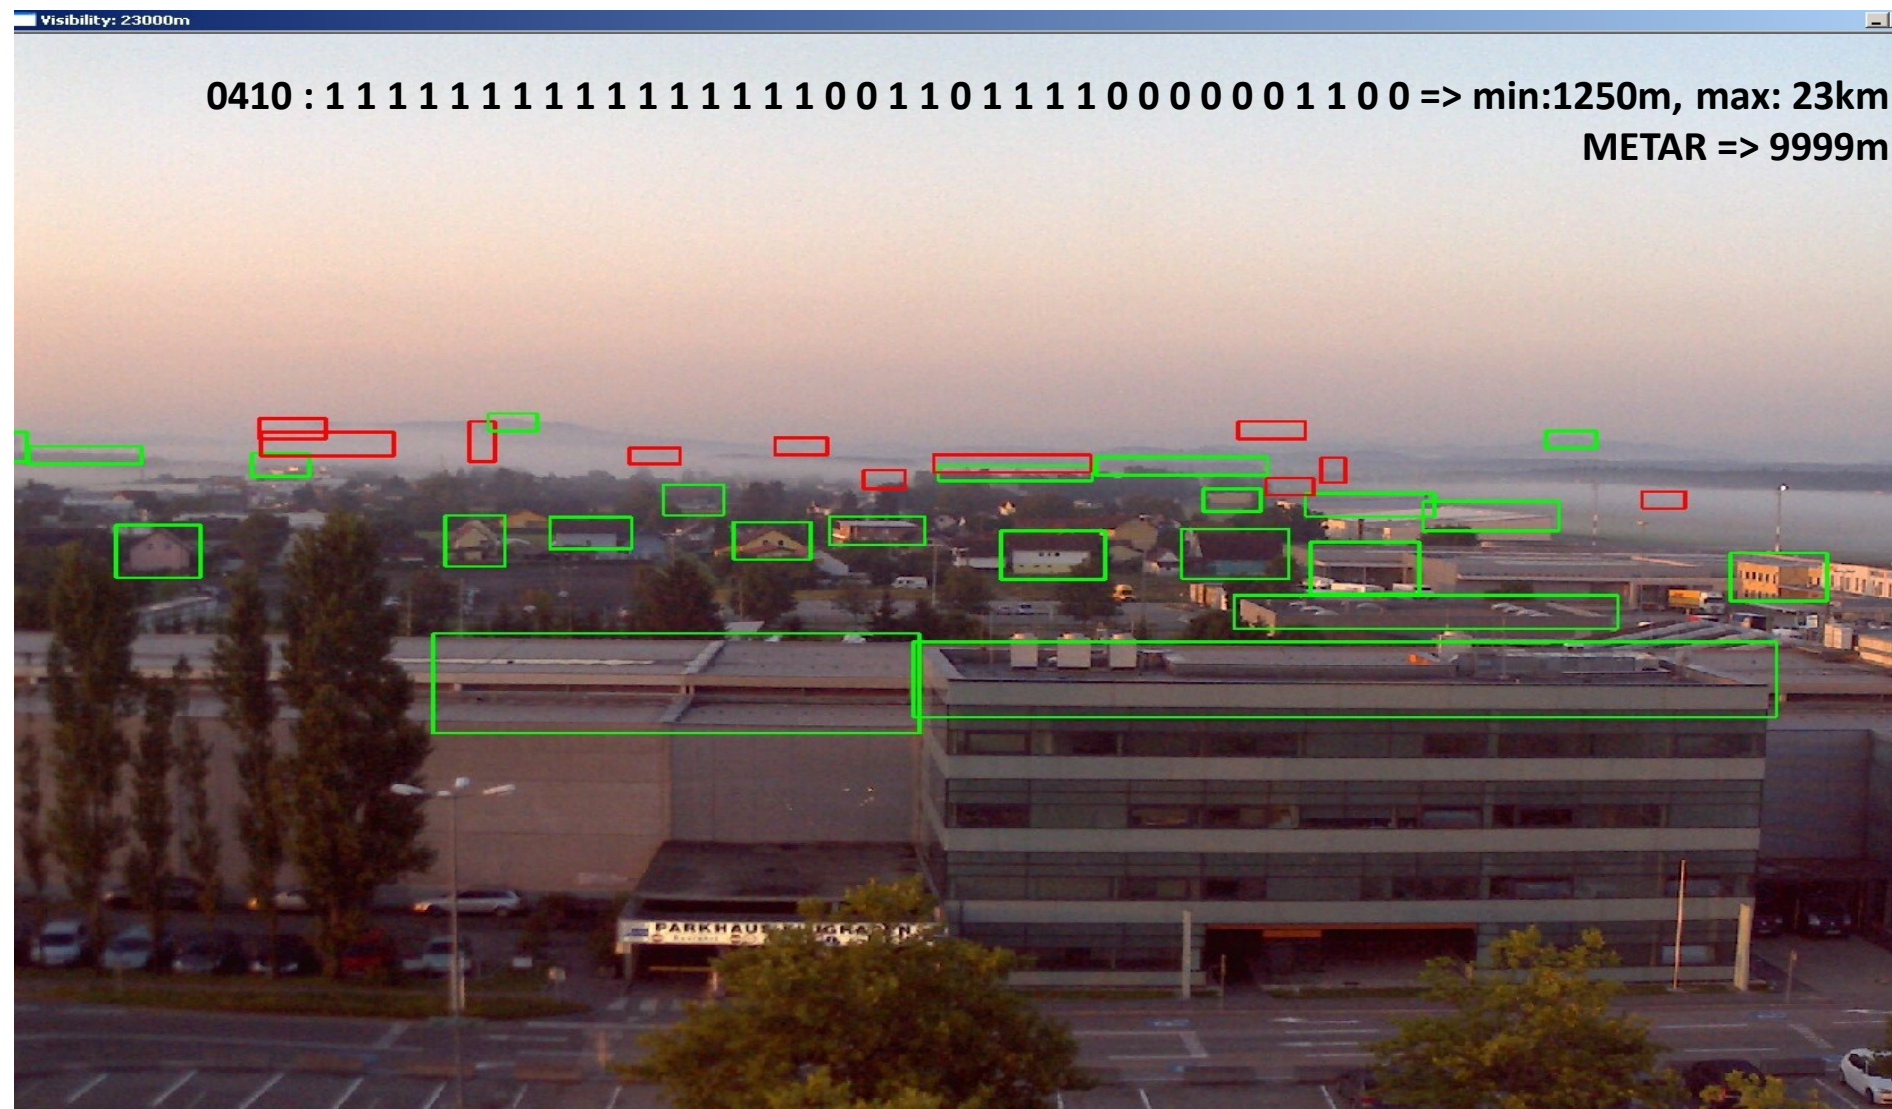 Visibility: 23000m
0410 : 1 1 1 1 1 1 1 1 1 1 1 1 1 1 1 1 0 0 1 1 0 1 1 1 1 0 0 0 0 0 0 1 1 0 0 => min:1250m, max: 23km
METAR => 9999m
PARKHAUS